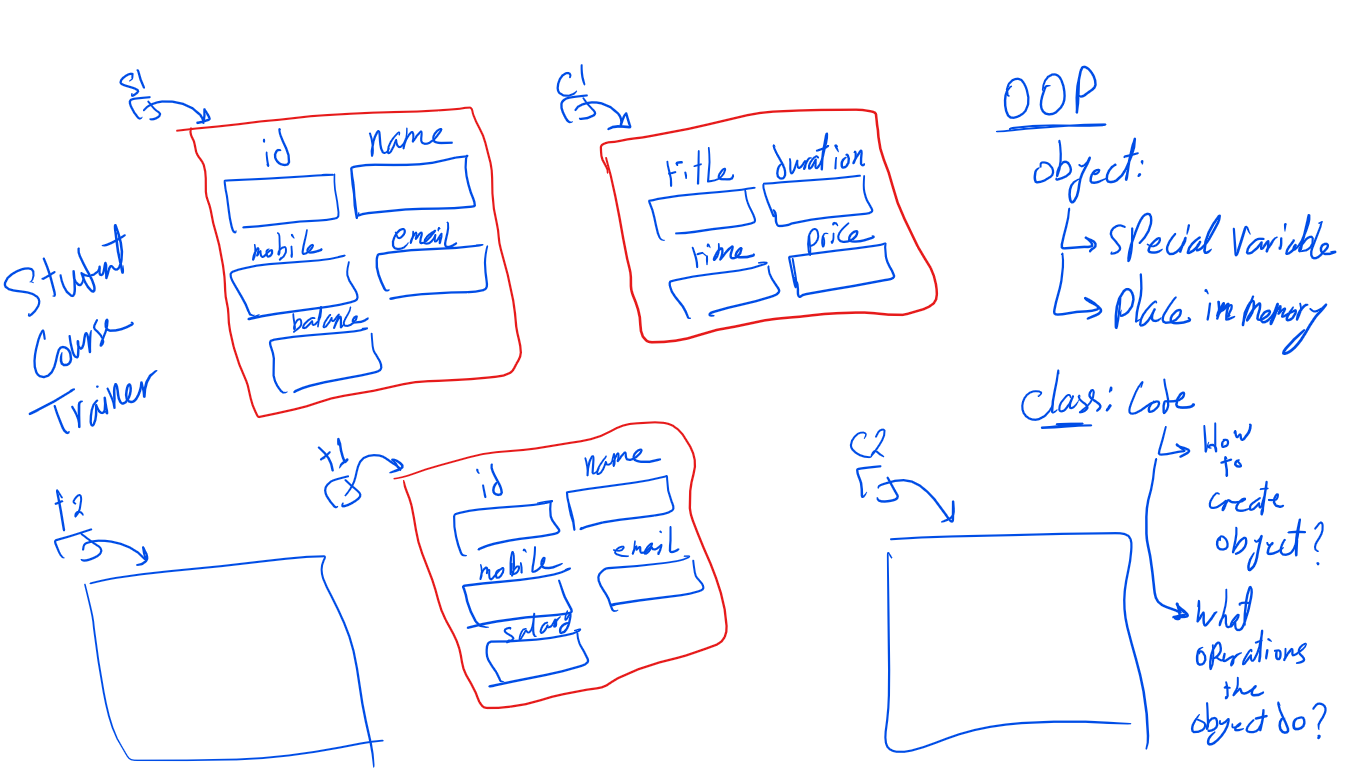 S1
id
name
mobile
email
balance
C1
title
duration
time
price
OOP
object:
Special Variable
Place in memory
Class: Code
How
to
create
object?
What
operations
the
object do?
Student
Course
Trainer
t2
t1
id
name
mobile
email
salary
C2